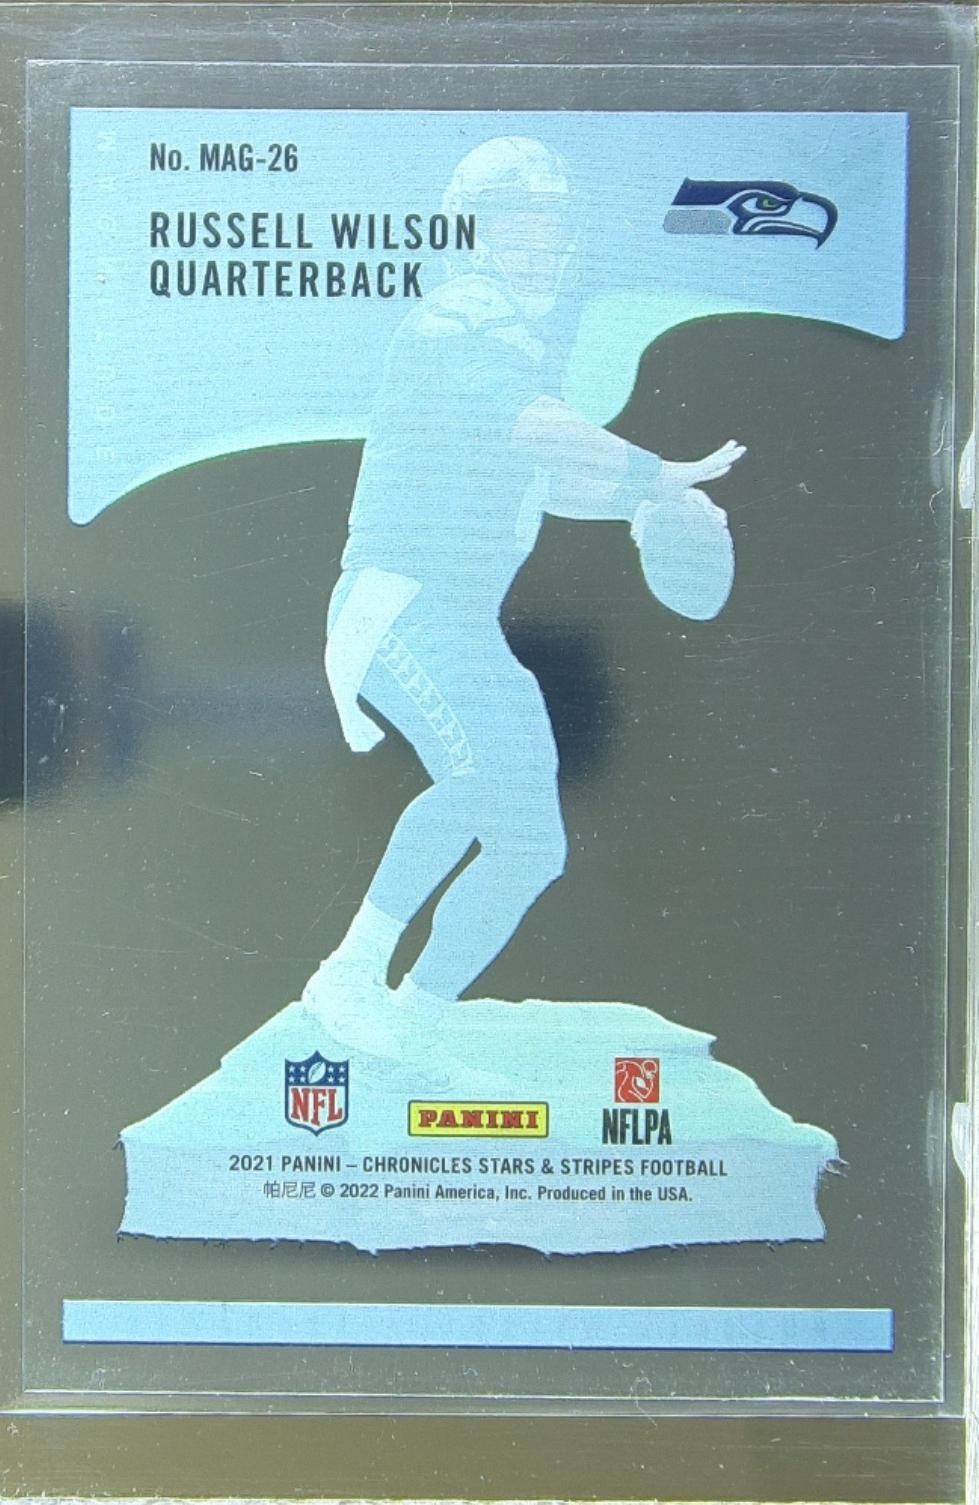 No. MAG-26
RUSSELL WILSON
QUARTERBACK
NFL
PANINI
NFLPA
2021 PANINI – CHRONICLES STARS & STRIPES FOOTBALL
帕尼尼 © 2022 Panini America, Inc. Produced in the USA.